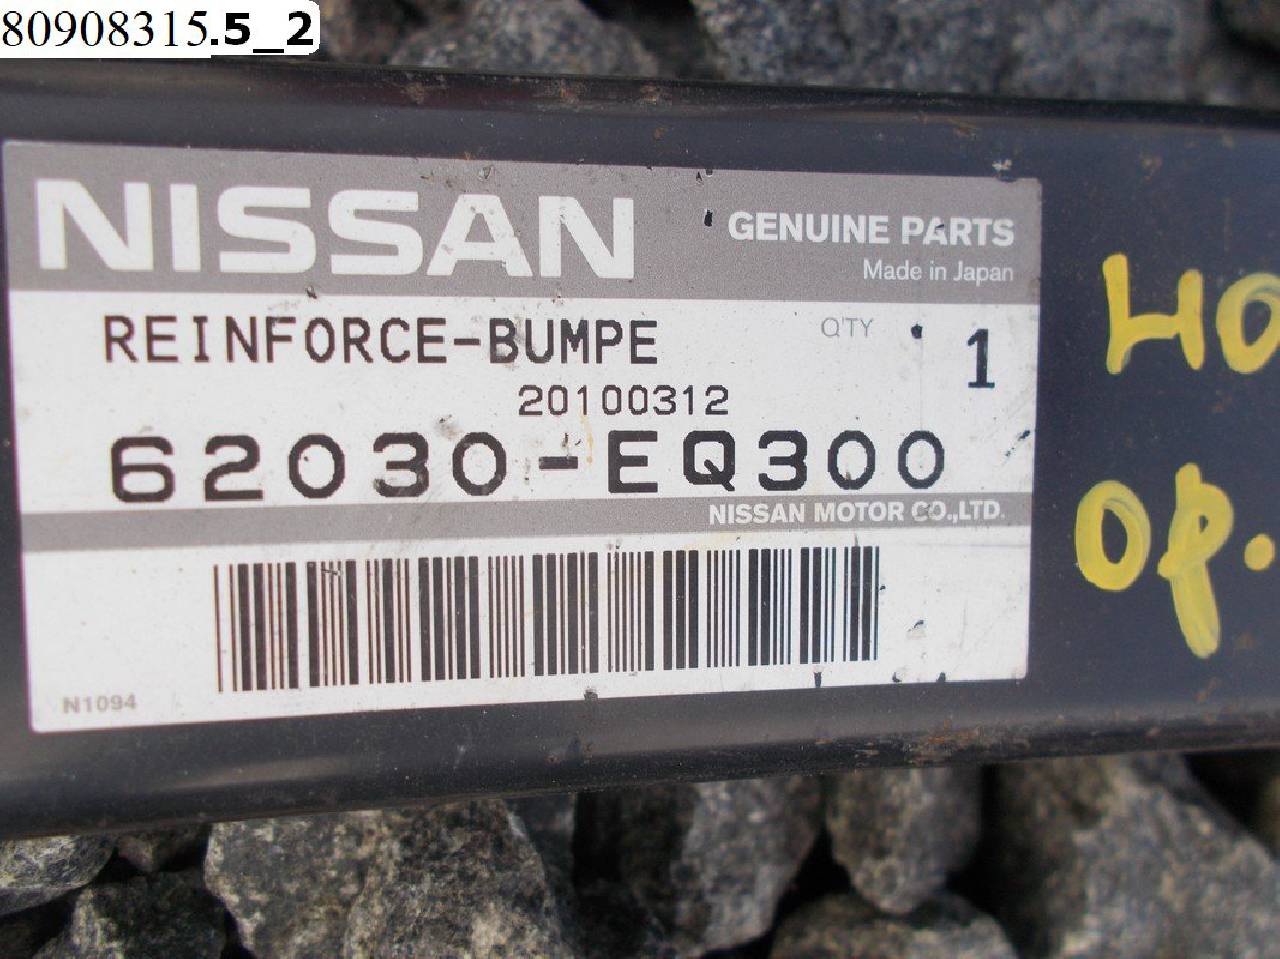 80908315.5_2
NISSAN
GENUINE PARTS
Made in Japan
REINFORCE-BUMPE
Q'TY
1
20100312
62030-EQ300
NISSAN MOTOR CO.,LTD.
N1094
HO
OP.